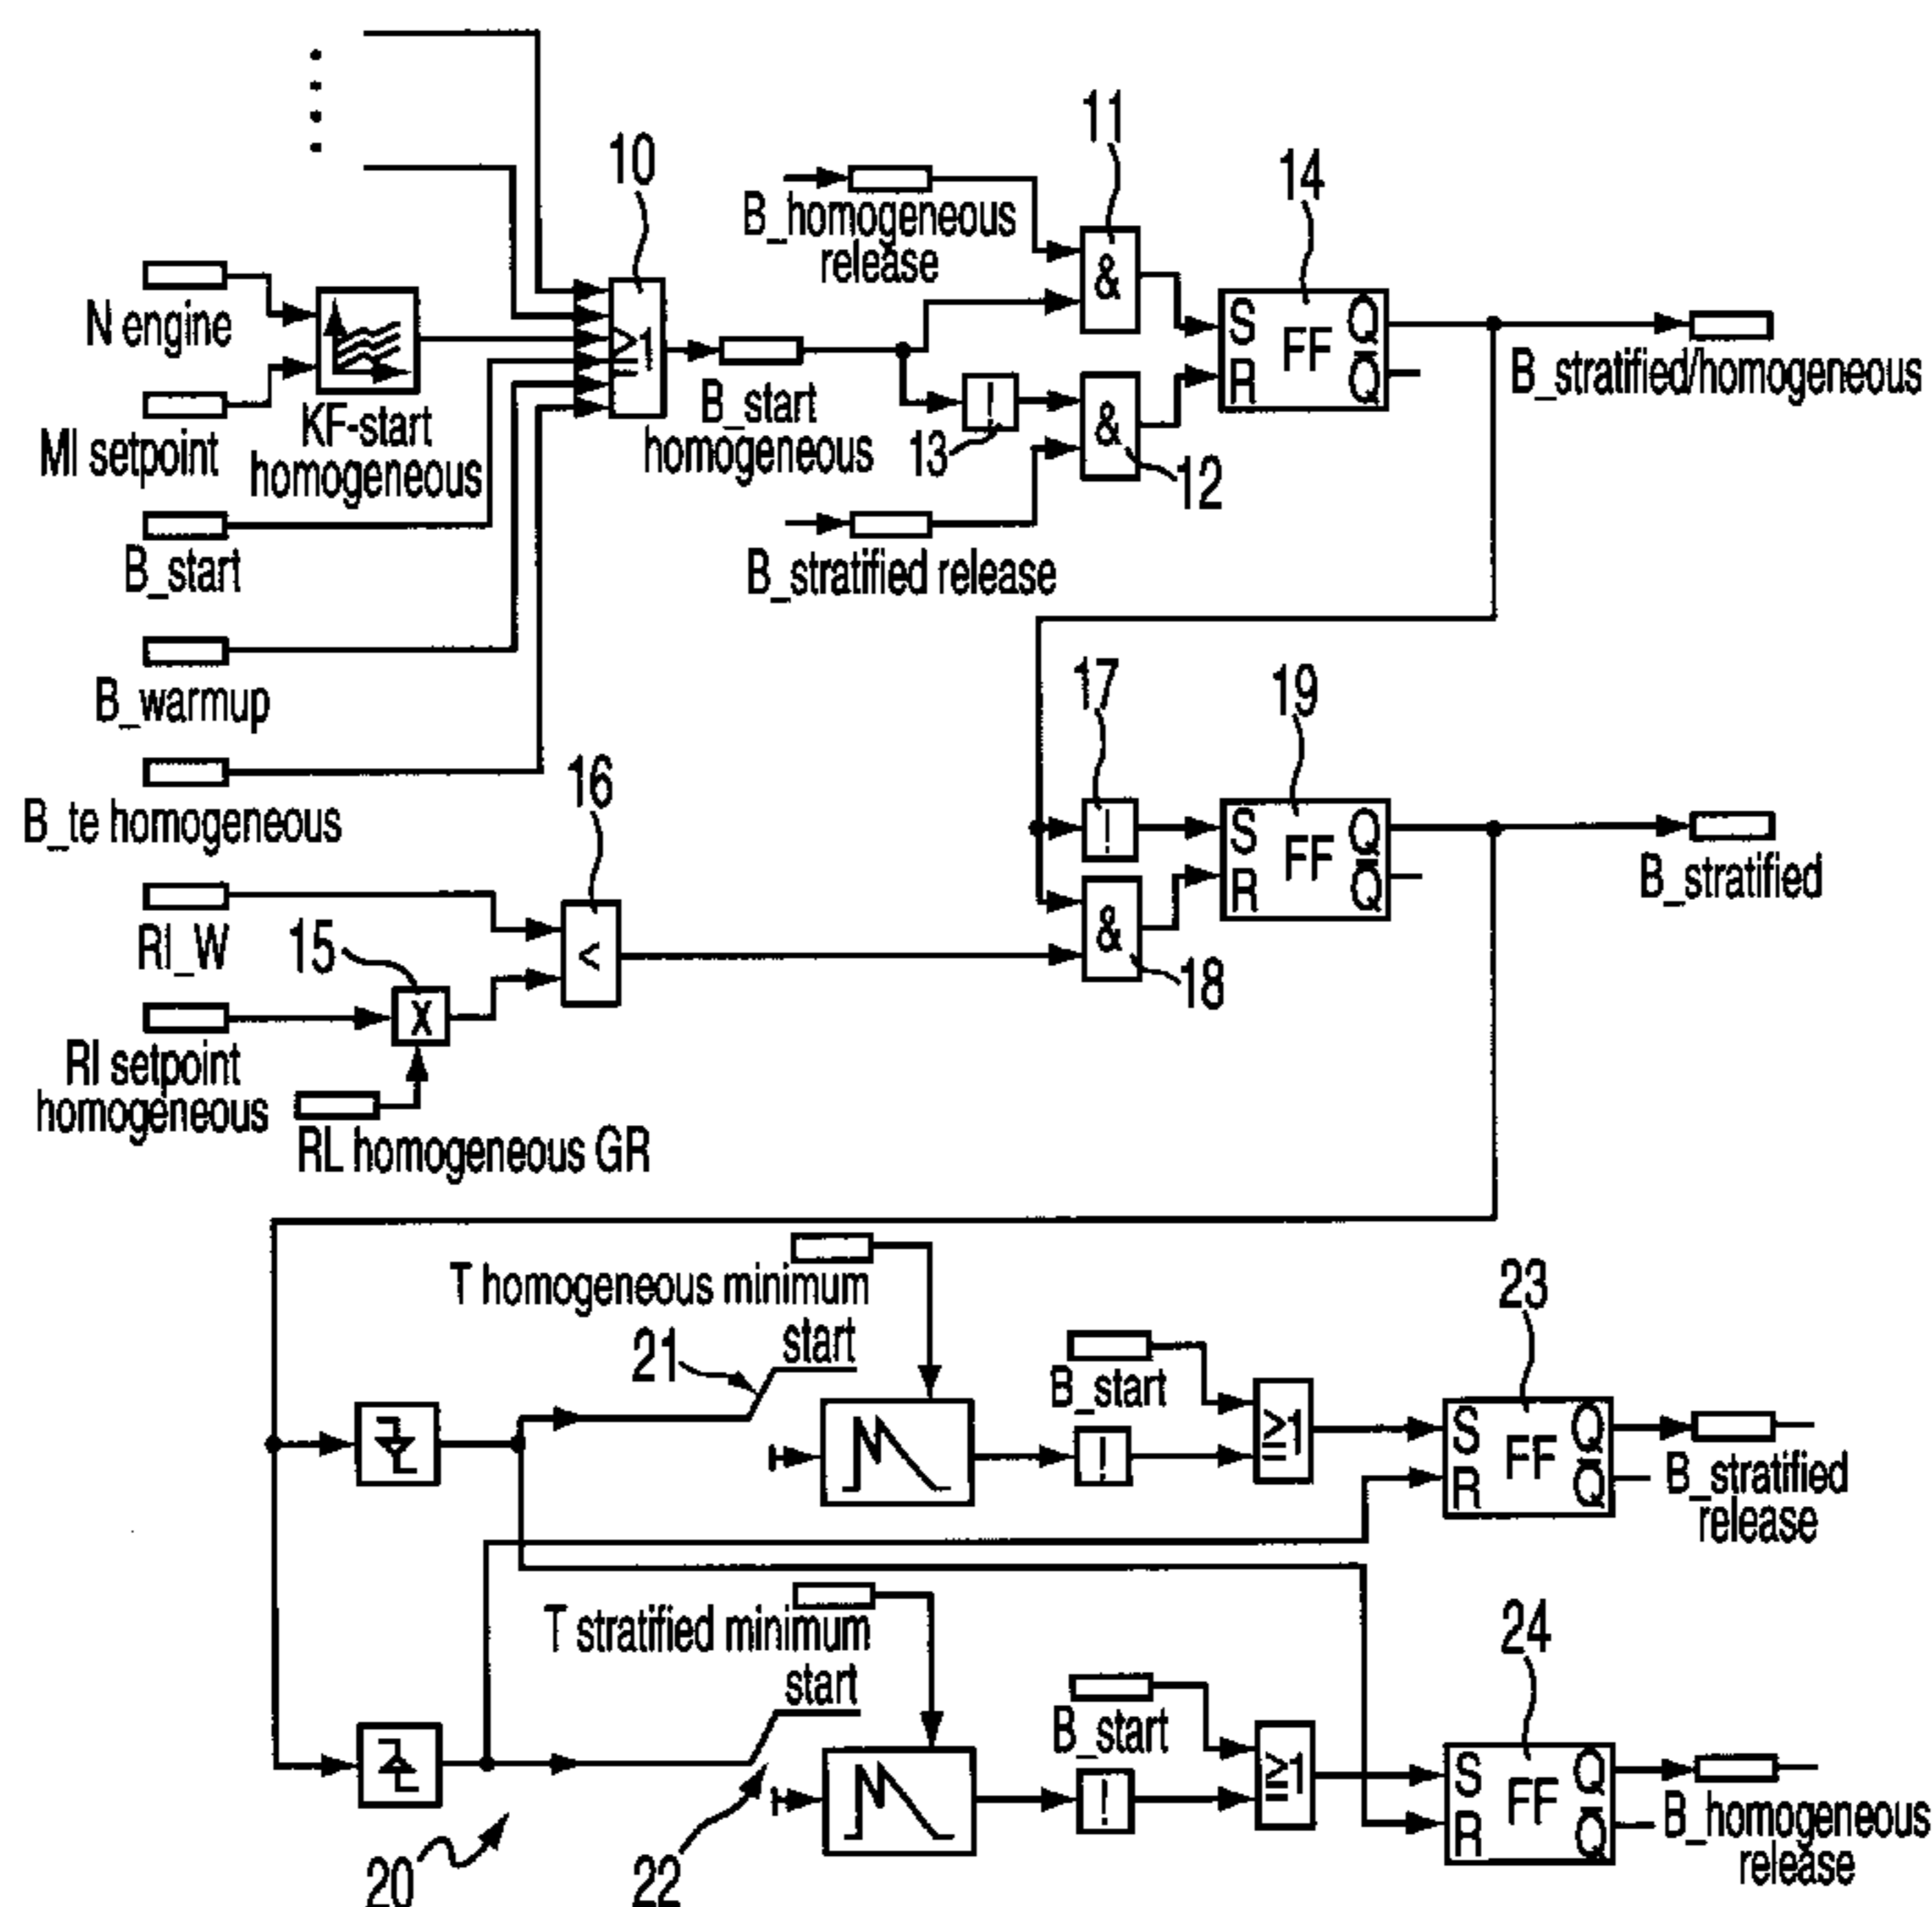 10
11
14
B_homogeneous
release
&
S
FF
Q
R
Q
N engine
≥1
B_stratified/homogeneous
MI setpoint
KF-start
homogeneous
B_start
homogeneous
!
13
&
12
B_start
B_stratified release
B_warmup
17
19
B_te homogeneous
16
!
S
FF
Q
R
Q
B_stratified
RI_W
15
<
&
18
X
RI setpoint
homogeneous
RL homogeneous GR
T homogeneous minimum
21
start
B_start
23
!
≥1
S
FF
Q
R
Q
B_stratified
release
T stratified minimum
start
B_start
24
!
≥1
S
FF
Q
R
Q
B_homogeneous
release
20
22